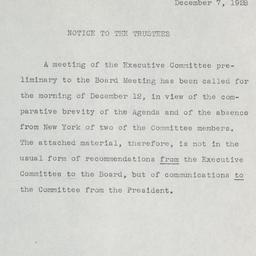 December 7, 1928
NOTICE TO THE TRUSTEES
A meeting of the Executive Committee pre-
liminary to the Board Meeting has been called for
the morning of December 12, in view of the com-
parative brevity of the Agenda and of the absence
from New York of two of the Committee members.
The attached material, therefore, is not in the
usual form of recommendations from the Executive
Committee to the Board, but of communications to
the Committee from the President.